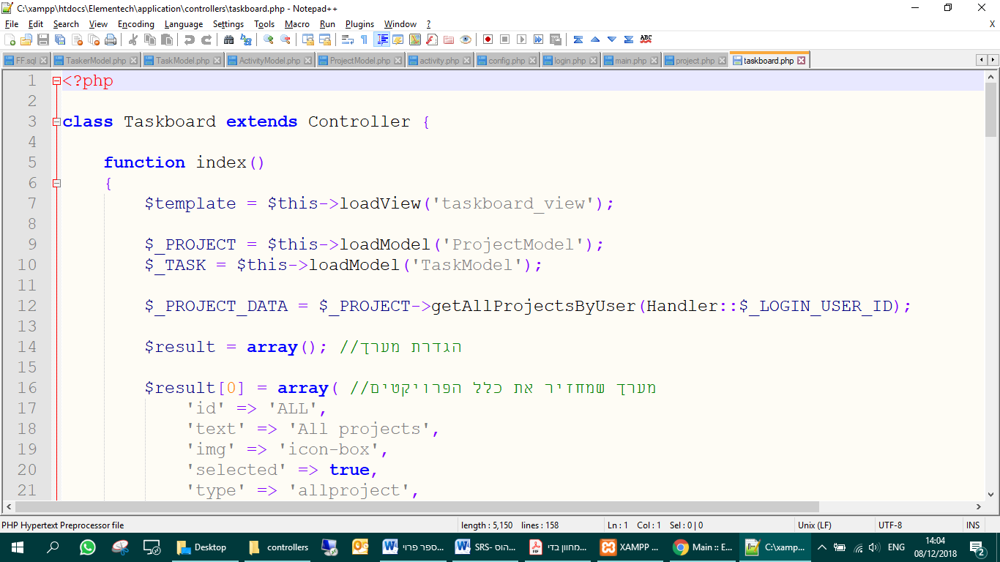 C:\xampp\htdocs\Elementech\application\controllers\taskboard.php - Notepad++
File Edit Search View Encoding Language Settings Tools Macro Run Plugins Window ? X
FF.sql TaskerModel.php TaskModel.php ActivityModel.php ProjectModel.php activity.php config.php login.php main.php project.php taskboard.php
1 <?php
2
3 class Taskboard extends Controller {
4
5 function index()
6 {
7 $template = $this->loadView('taskboard_view');
8
9 $_PROJECT = $this->loadModel('ProjectModel');
10 $_TASK = $this->loadModel('TaskModel');
11
12 $_PROJECT_DATA = $_PROJECT->getAllProjectsByUser(Handler::$_LOGIN_USER_ID);
13
14 $result = array(); //הגדרת מערך
15
16 $result[0] = array( //מערך שמחזיר את כלל הפרוייקטים
17 'id' => 'ALL',
18 'text' => 'All projects',
19 'img' => 'icon-box',
20 'selected' => true,
21 'type' => 'allproject',
PHP Hypertext Preprocessor file length : 5,150 lines : 158 Ln : 1 Col : 1 Sel : 0 | 0 Unix (LF) UTF-8 INS
Desktop controllers ספר פרוי... SRS- הוס... מחוון בדי... XAMPP ... Main :: E... C:\xamp... ENG 14:04
08/12/2018 2